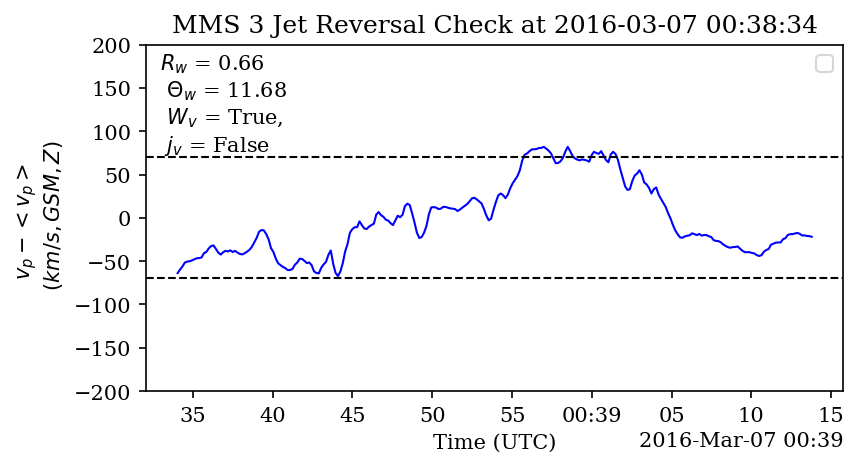 MMS 3 Jet Reversal Check at 2016-03-07 00:38:34
200
150
100
50
0
−50
−100
−150
−200
v_p − < v_p >
(km/s, GSM, Z)
R_w = 0.66
Θ_w = 11.68
W_v = True,
j_v = False
35 40 45 50 55 00:39 05 10 15
Time (UTC)
2016-Mar-07 00:39